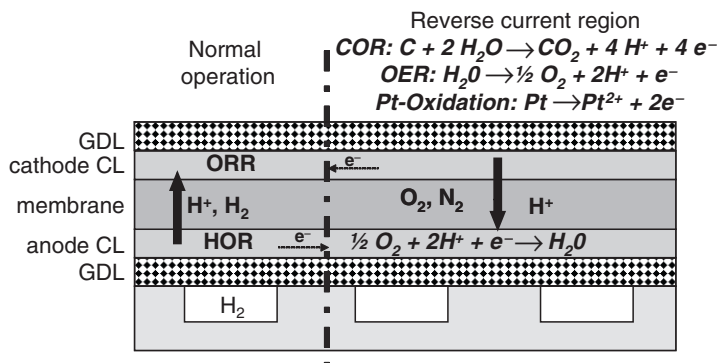 Reverse current region
Normal operation
COR: C + 2 H₂O → CO₂ + 4 H⁺ + 4 e⁻
OER: H₂0 → ½ O₂ + 2H⁺ + e⁻
Pt-Oxidation: Pt → Pt²⁺ + 2e⁻
GDL
cathode CL ORR e⁻
membrane H⁺, H₂ O₂, N₂ H⁺
anode CL HOR e⁻ ½ O₂ + 2H⁺ + e⁻ → H₂0
GDL
H₂